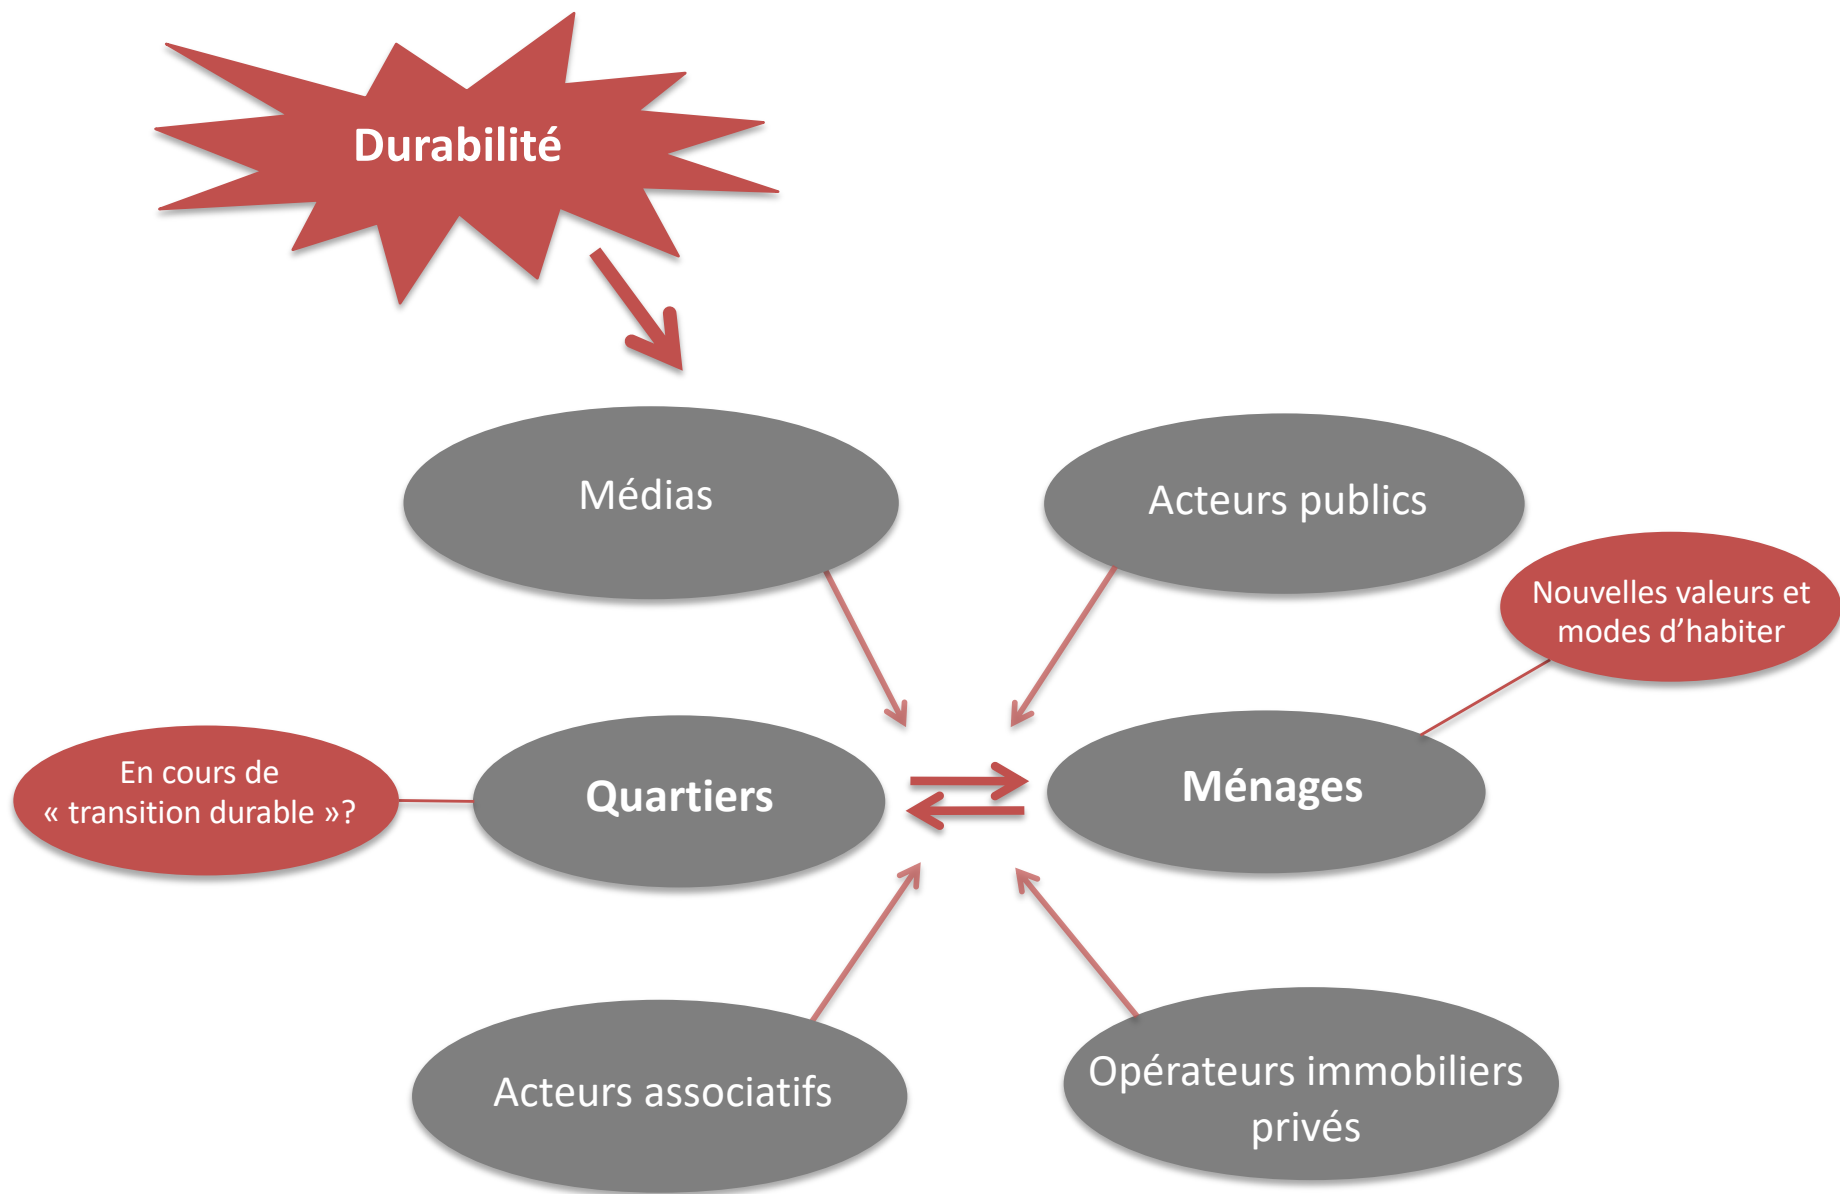 Durabilité
Médias
Acteurs publics
Nouvelles valeurs et
modes d’habiter
En cours de
« transition durable »?
Quartiers
Ménages
Acteurs associatifs
Opérateurs immobiliers
privés